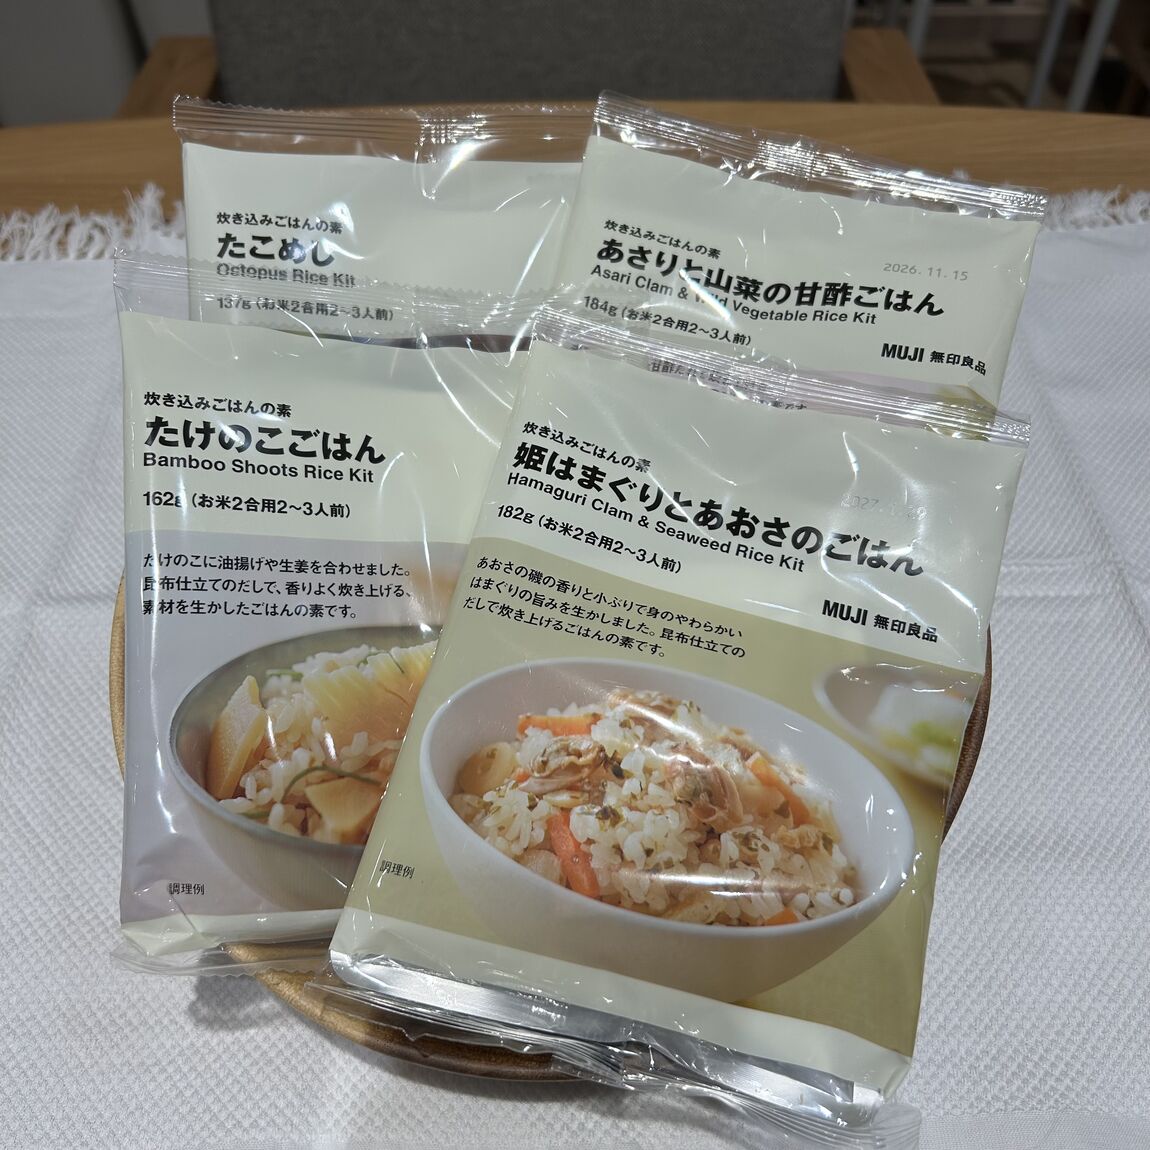 炊き込みごはんの素
たこめし
Octopus Rice Kit
137g（お米2合用2〜3人前）
炊き込みごはんの素
あさりと山菜の甘酢ごはん
Asari Clam & Wild Vegetable Rice Kit
184g（お米2合用2〜3人前）
2026.11.15
MUJI 無印良品
炊き込みごはんの素
たけのこごはん
Bamboo Shoots Rice Kit
162g（お米2合用2〜3人前）
たけのこに油揚げや生姜を合わせました。
昆布仕立てのだしで、香りよく炊き上げる、
素材を生かしたごはんの素です。
調理例
炊き込みごはんの素
姫はまぐりとあおさのごはん
Hamaguri Clam & Seaweed Rice Kit
182g（お米2合用2〜3人前）
MUJI 無印良品
あおさの磯の香りと小ぶりで身のやわらかい
はまぐりの旨みを生かしました。昆布仕立ての
だしで炊き上げるごはんの素です。
調理例